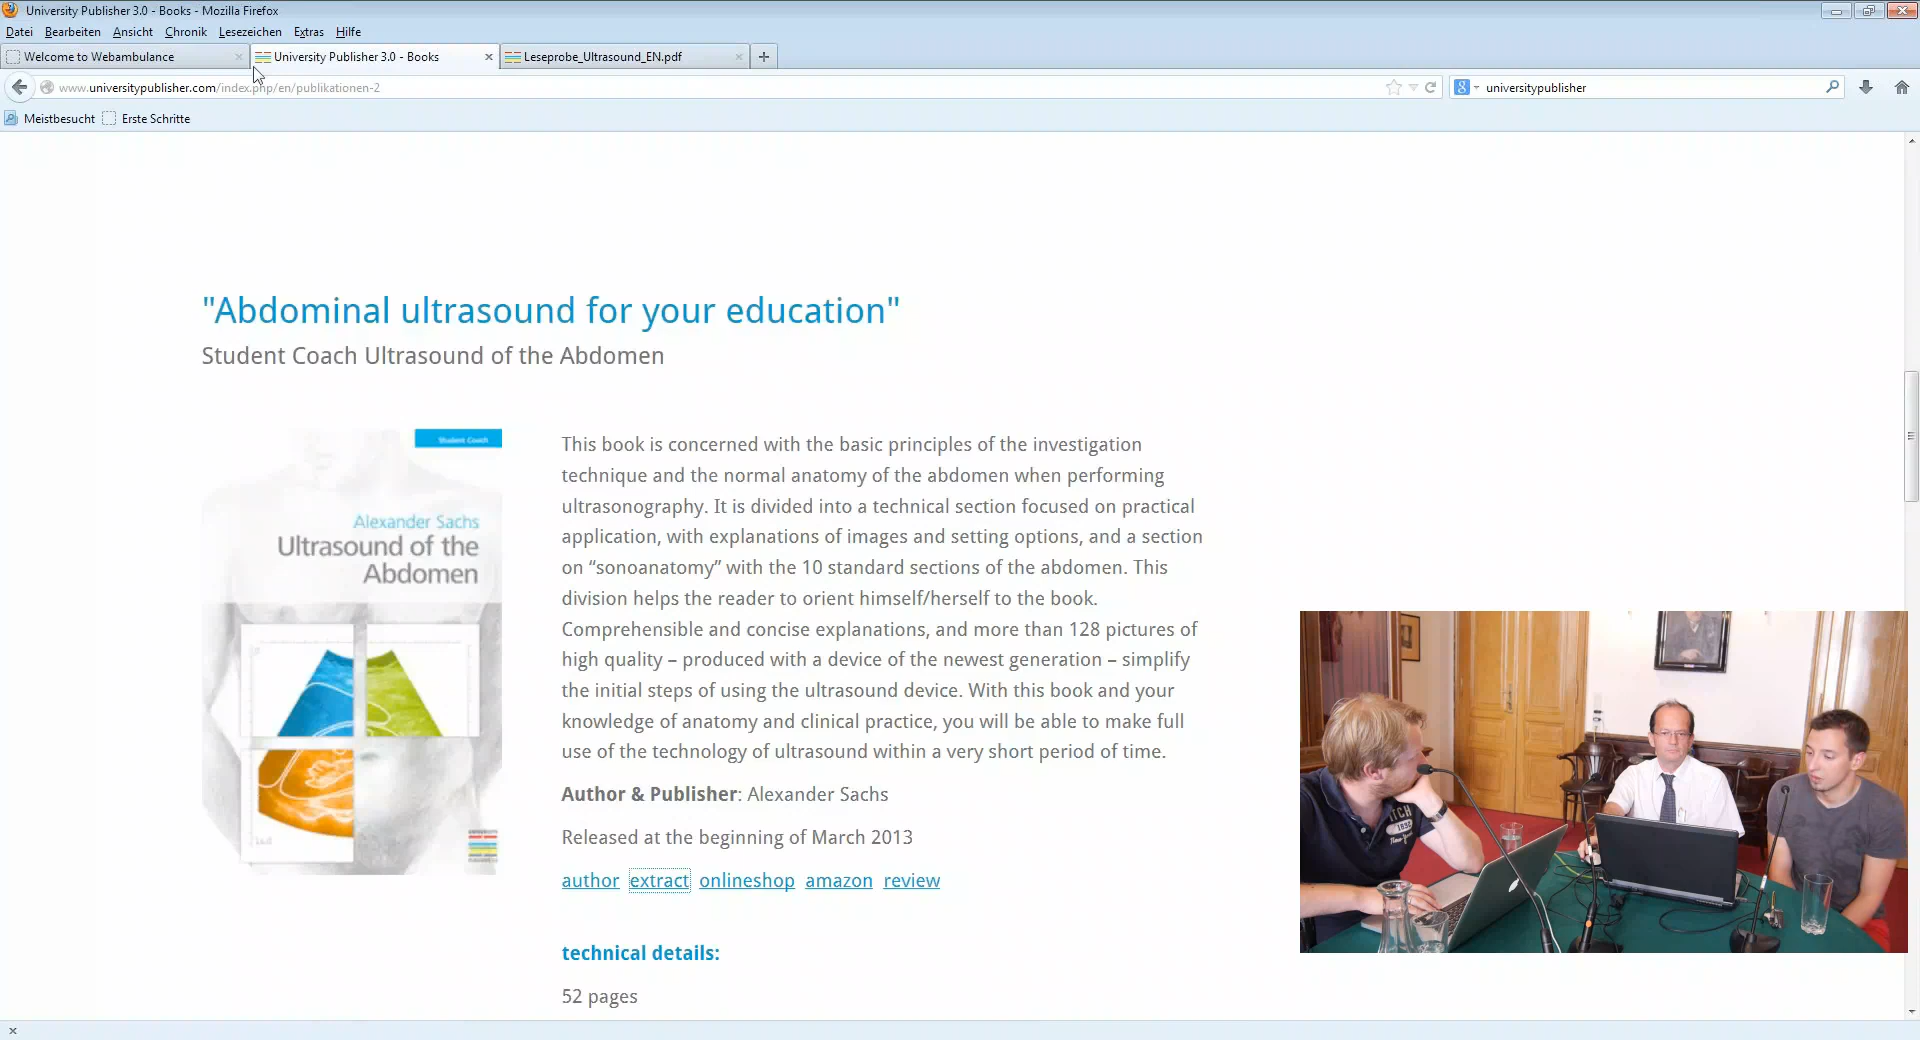 University Publisher 3.0 - Books - Mozilla Firefox
Datei Bearbeiten Ansicht Chronik Lesezeichen Extras Hilfe
Welcome to Webambulance
University Publisher 3.0 - Books
Leseprobe_Ultrasound_EN.pdf
www.universitypublisher.com/index.php/en/publikationen-2
universitypublisher
Meistbesucht Erste Schritte
"Abdominal ultrasound for your education"
Student Coach Ultrasound of the Abdomen
Student Coach
Alexander Sachs
Ultrasound of the
Abdomen
This book is concerned with the basic principles of the investigation
technique and the normal anatomy of the abdomen when performing
ultrasonography. It is divided into a technical section focused on practical
application, with explanations of images and setting options, and a section
on “sonoanatomy” with the 10 standard sections of the abdomen. This
division helps the reader to orient himself/herself to the book.
Comprehensible and concise explanations, and more than 128 pictures of
high quality – produced with a device of the newest generation – simplify
the initial steps of using the ultrasound device. With this book and your
knowledge of anatomy and clinical practice, you will be able to make full
use of the technology of ultrasound within a very short period of time.
Author & Publisher: Alexander Sachs
Released at the beginning of March 2013
author extract onlineshop amazon review
technical details:
52 pages